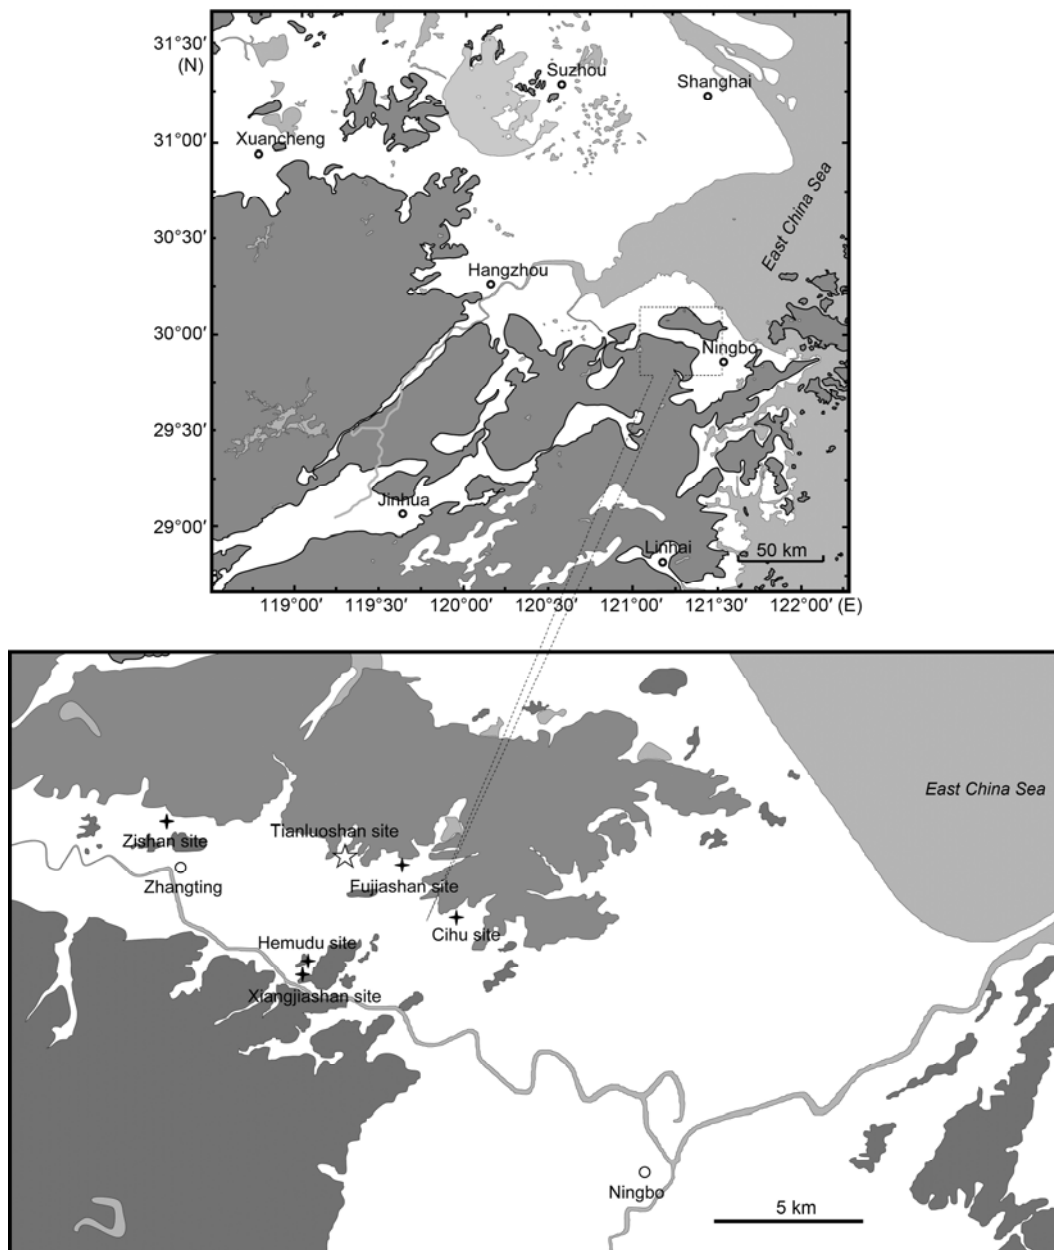 31°30′
(N)
Suzhou
Shanghai
31°00′
Xuancheng
East China Sea
30°30′
Hangzhou
30°00′
Ningbo
29°30′
Jinhua
29°00′
Linhai
50 km
119°00′ 119°30′ 120°00′ 120°30′ 121°00′ 121°30′ 122°00′ (E)
East China Sea
Tianluoshan site
Zishan site
Zhangting
Fujiashan site
Cihu site
Hemudu site
Xiangjiashan site
Ningbo
5 km